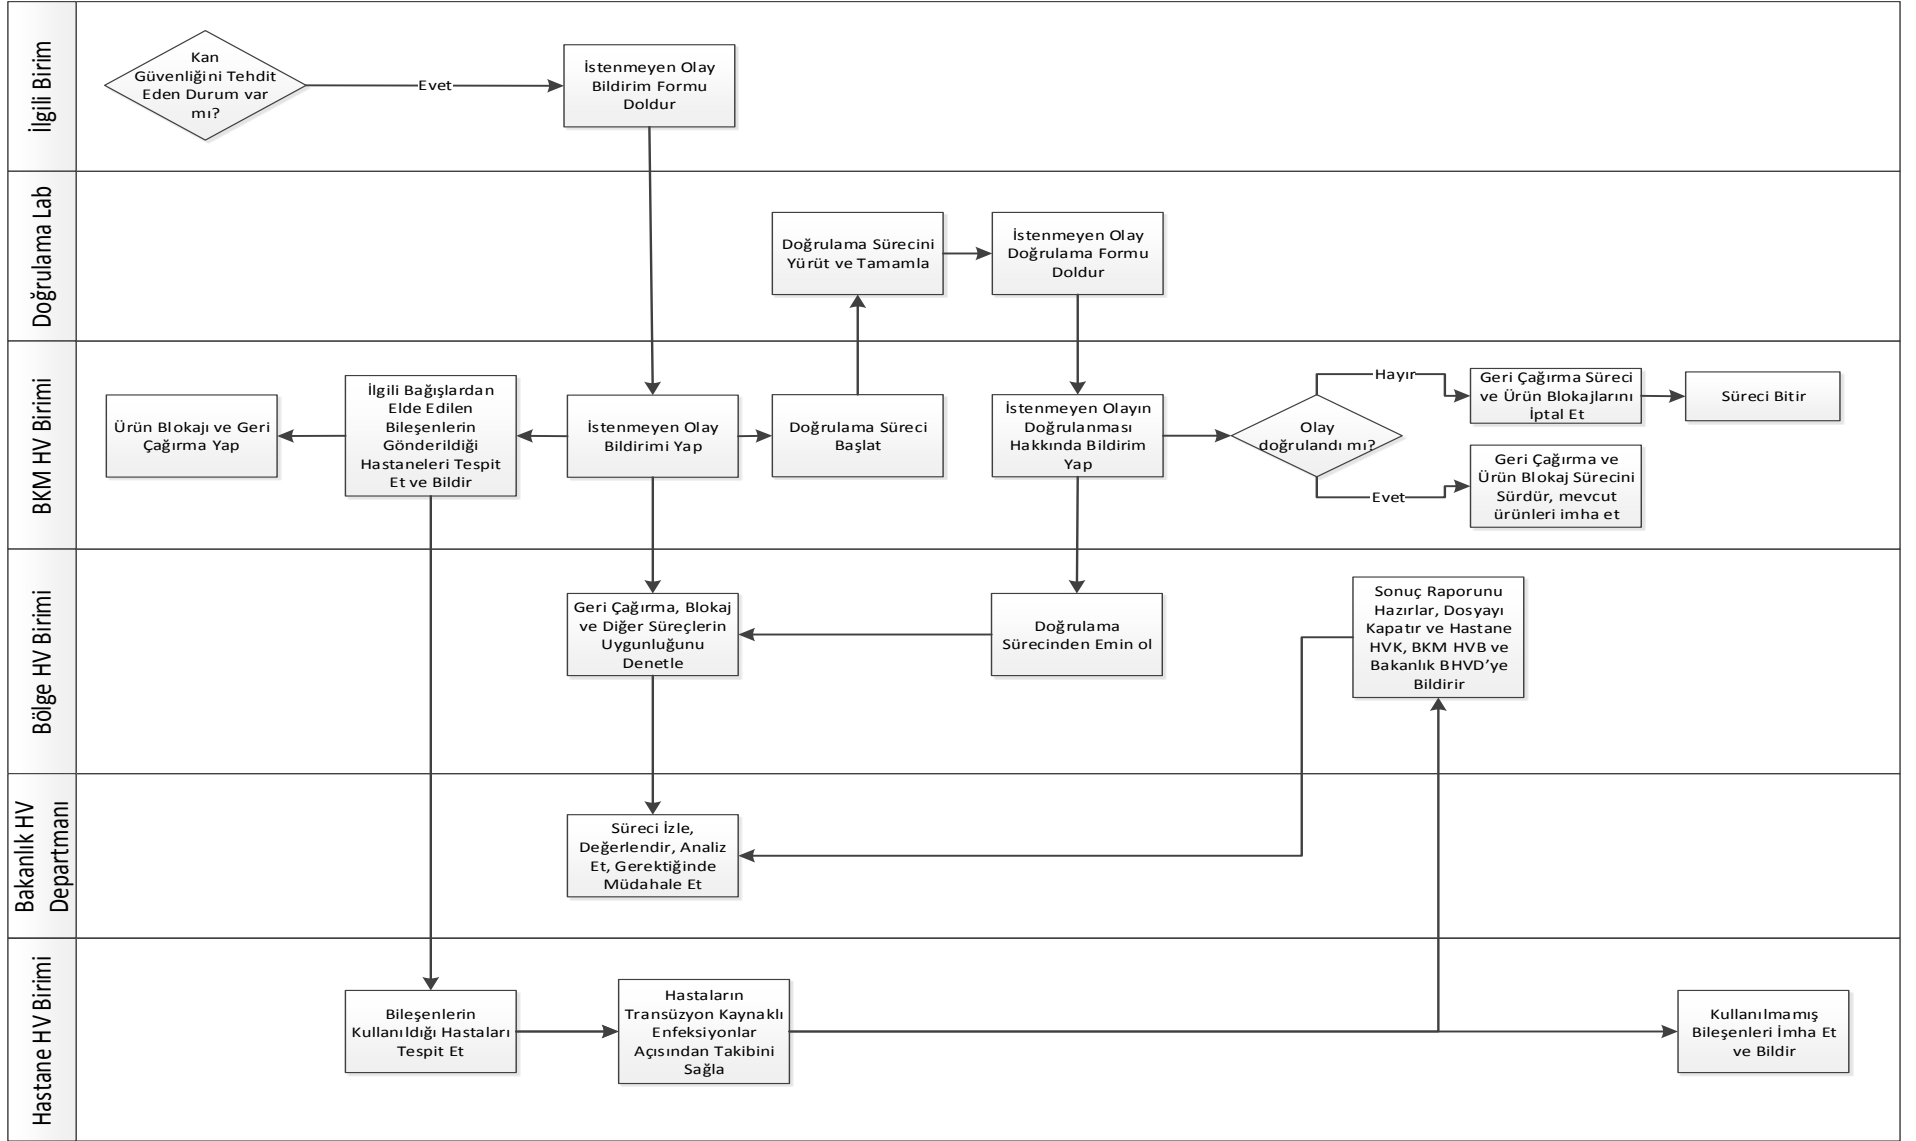 İlgili Birim
Kan
Güvenliğini Tehdit
Eden Durum var
mı?
Evet
İstenmeyen Olay
Bildirim Formu
Doldur
Doğrulama Lab
Doğrulama Sürecini
Yürüt ve Tamamla
İstenmeyen Olay
Doğrulama Formu
Doldur
BKM HV Birimi
Ürün Blokajı ve Geri
Çağırma Yap
İlgili Bağışlardan
Elde Edilen
Bileşenlerin
Gönderildiği
Hastaneleri Tespit
Et ve Bildir
İstenmeyen Olay
Bildirimi Yap
Doğrulama Süreci
Başlat
İstenmeyen Olayın
Doğrulanması
Hakkında Bildirim
Yap
Olay
doğrulandı mı?
Hayır
Geri Çağırma Süreci
ve Ürün Blokajlarını
İptal Et
Süreci Bitir
Evet
Geri Çağırma ve
Ürün Blokaj Sürecini
Sürdür, mevcut
ürünleri imha et
Bölge HV Birimi
Geri Çağırma, Blokaj
ve Diğer Süreçlerin
Uygunluğunu
Denetle
Doğrulama
Sürecinden Emin ol
Sonuç Raporunu
Hazırlar, Dosyayı
Kapatır ve Hastane
HVK, BKM HVB ve
Bakanlık BHVD’ye
Bildirir
Bakanlık HV
Departmanı
Süreci İzle,
Değerlendir, Analiz
Et, Gerektiğinde
Müdahale Et
Hastane HV Birimi
Bileşenlerin
Kullanıldığı Hastaları
Tespit Et
Hastaların
Transüzyon Kaynaklı
Enfeksiyonlar
Açısından Takibini
Sağla
Kullanılmamış
Bileşenleri İmha Et
ve Bildir